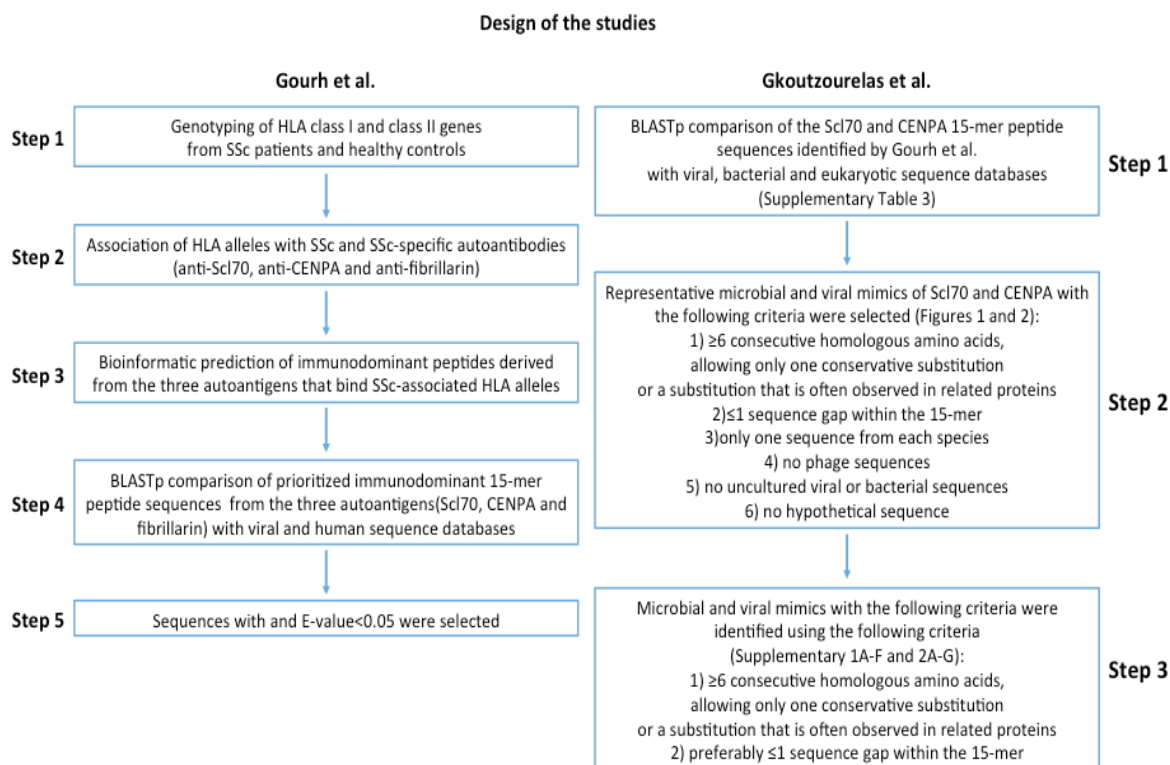 Design of the studies
Gourh et al.
Step 1
Genotyping of HLA class I and class II genes
from SSc patients and healthy controls
Step 2
Association of HLA alleles with SSc and SSc-specific autoantibodies
(anti-Scl70, anti-CENPA and anti-fibrillarin)
Step 3
Bioinformatic prediction of immunodominant peptides derived
from the three autoantigens that bind SSc-associated HLA alleles
Step 4
BLASTp comparison of prioritized immunodominant 15-mer
peptide sequences from the three autoantigens(Scl70, CENPA and
fibrillarin) with viral and human sequence databases
Step 5
Sequences with and E-value<0.05 were selected
Gkoutzourelas et al.
BLASTp comparison of the Scl70 and CENPA 15-mer peptide
sequences identified by Gourh et al.
with viral, bacterial and eukaryotic sequence databases
(Supplementary Table 3)
Step 1
Representative microbial and viral mimics of Scl70 and CENPA with
the following criteria were selected (Figures 1 and 2):
1) ≥6 consecutive homologous amino acids,
allowing only one conservative substitution
or a substitution that is often observed in related proteins
2)≤1 sequence gap within the 15-mer
3)only one sequence from each species
4) no phage sequences
5) no uncultured viral or bacterial sequences
6) no hypothetical sequence
Step 2
Microbial and viral mimics with the following criteria were
identified using the following criteria
(Supplementary 1A-F and 2A-G):
1) ≥6 consecutive homologous amino acids,
allowing only one conservative substitution
or a substitution that is often observed in related proteins
2) preferably ≤1 sequence gap within the 15-mer
Step 3